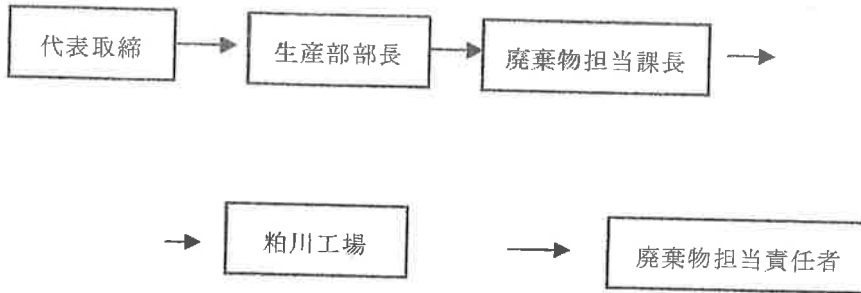 代表取締
生産部部長
廃棄物担当課長
粕川工場
廃棄物担当責任者